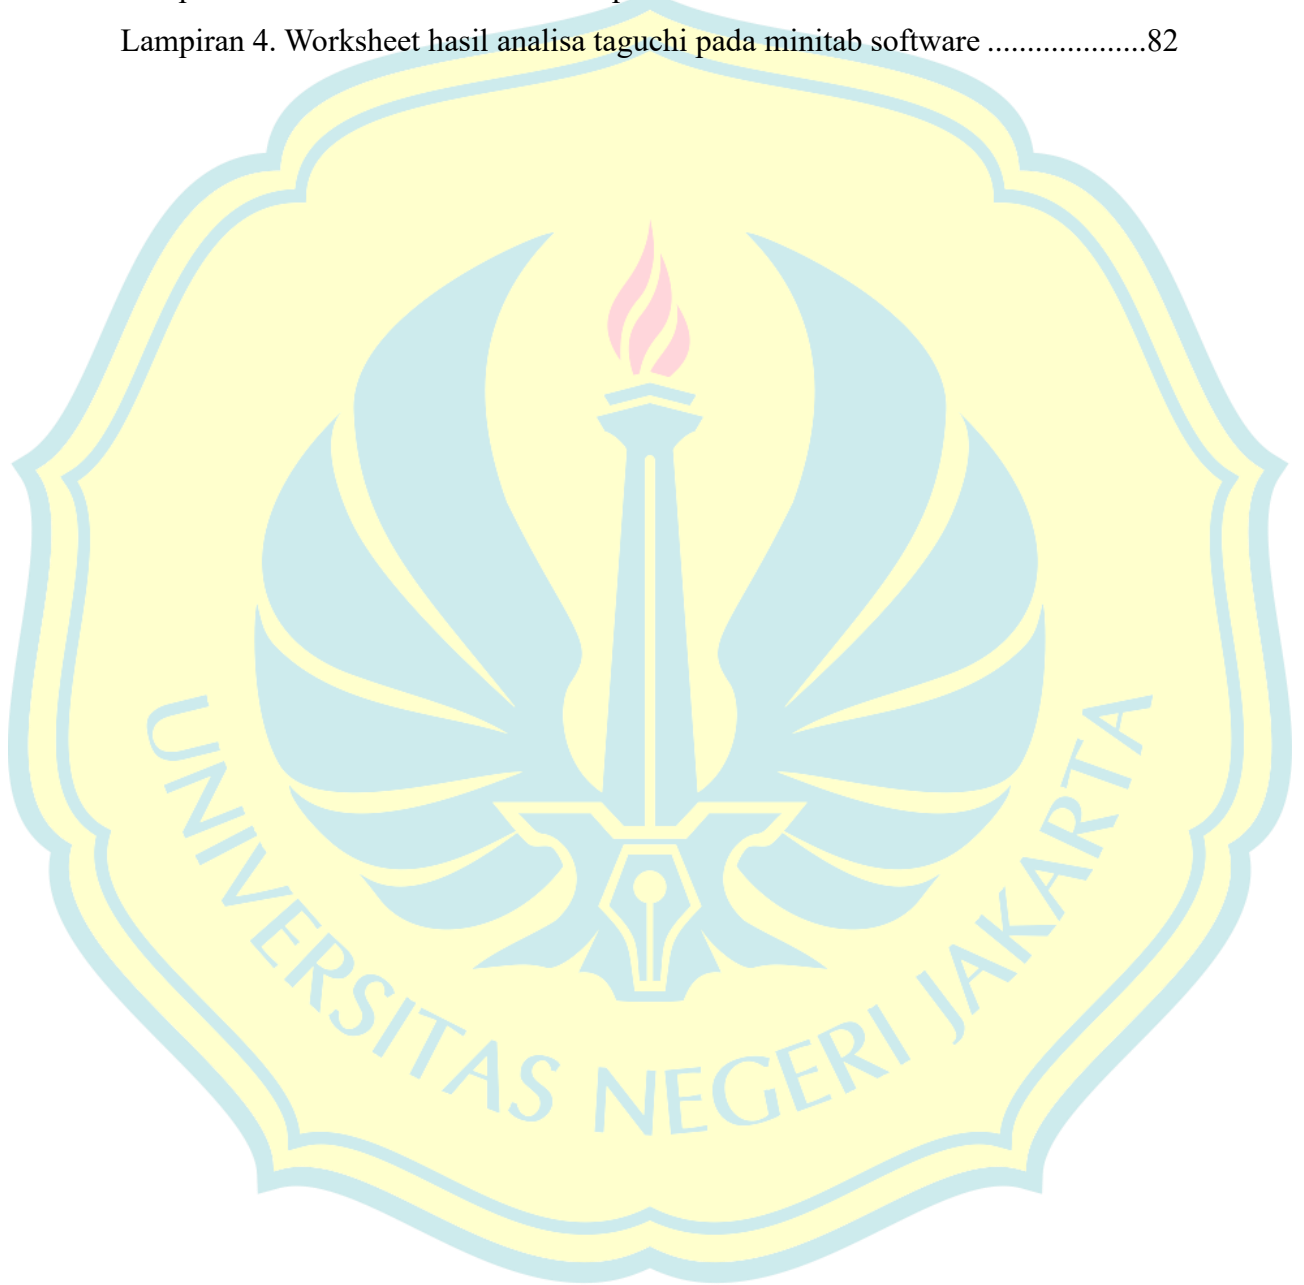 Lampiran 4. Worksheet hasil analisa taguchi pada minitab software ....................82
UNIVERSITAS NEGERI JAKARTA